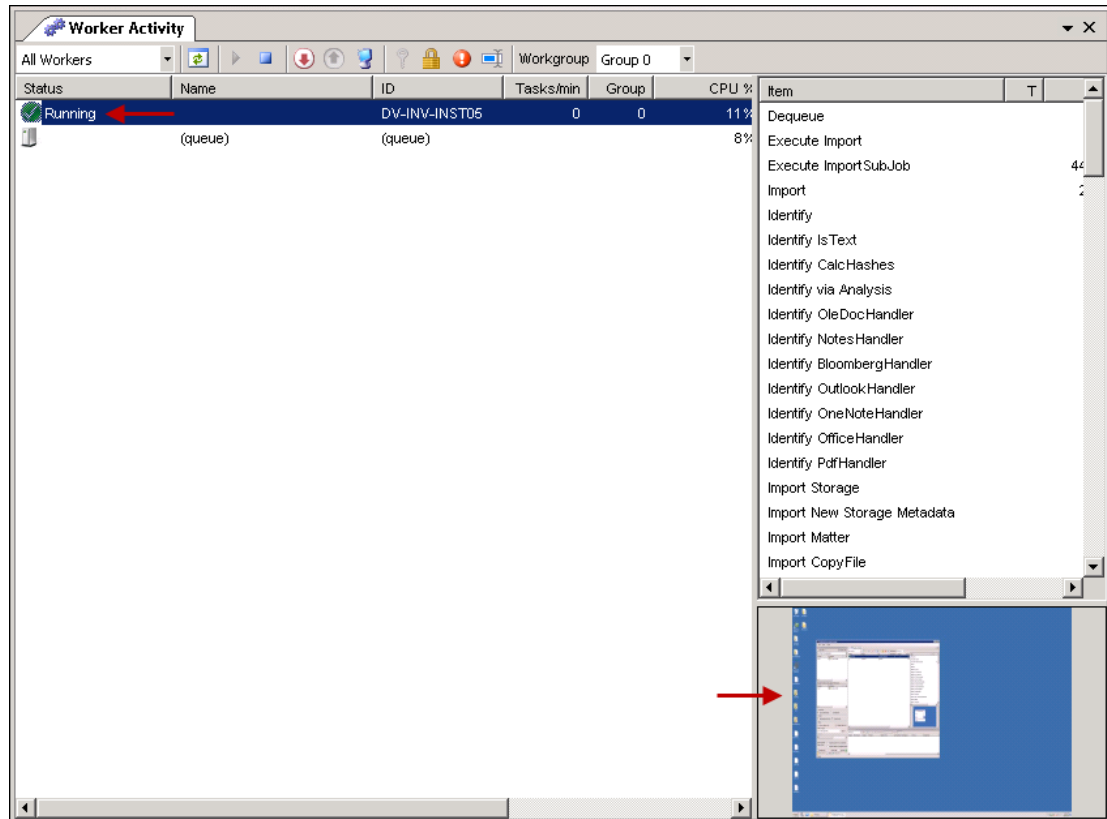 Worker Activity
All Workers Workgroup Group 0
Status Name ID Tasks/min Group CPU %
Running DV-INV-INST05 0 0 11%
(queue) (queue) 8%
Item T
Dequeue
Execute Import
Execute ImportSubJob 44
Import 2
Identify
Identify IsText
Identify CalcHashes
Identify via Analysis
Identify OleDocHandler
Identify NotesHandler
Identify BloombergHandler
Identify OutlookHandler
Identify OneNoteHandler
Identify OfficeHandler
Identify PdfHandler
Import Storage
Import New Storage Metadata
Import Matter
Import CopyFile